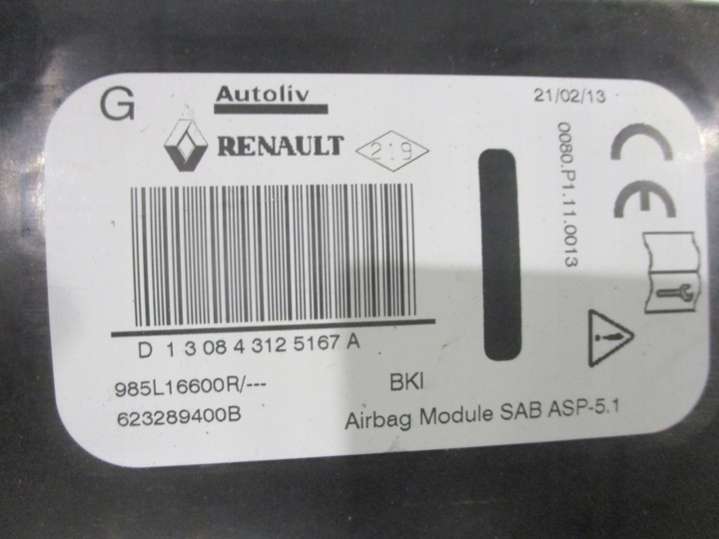 G
Autoliv
21/02/13
RENAULT
2:9
CE
0080.P1.11.0013
D 1 3 08 4 312 5167 A
985L16600R/---
BKI
623289400B
Airbag Module SAB ASP-5.1